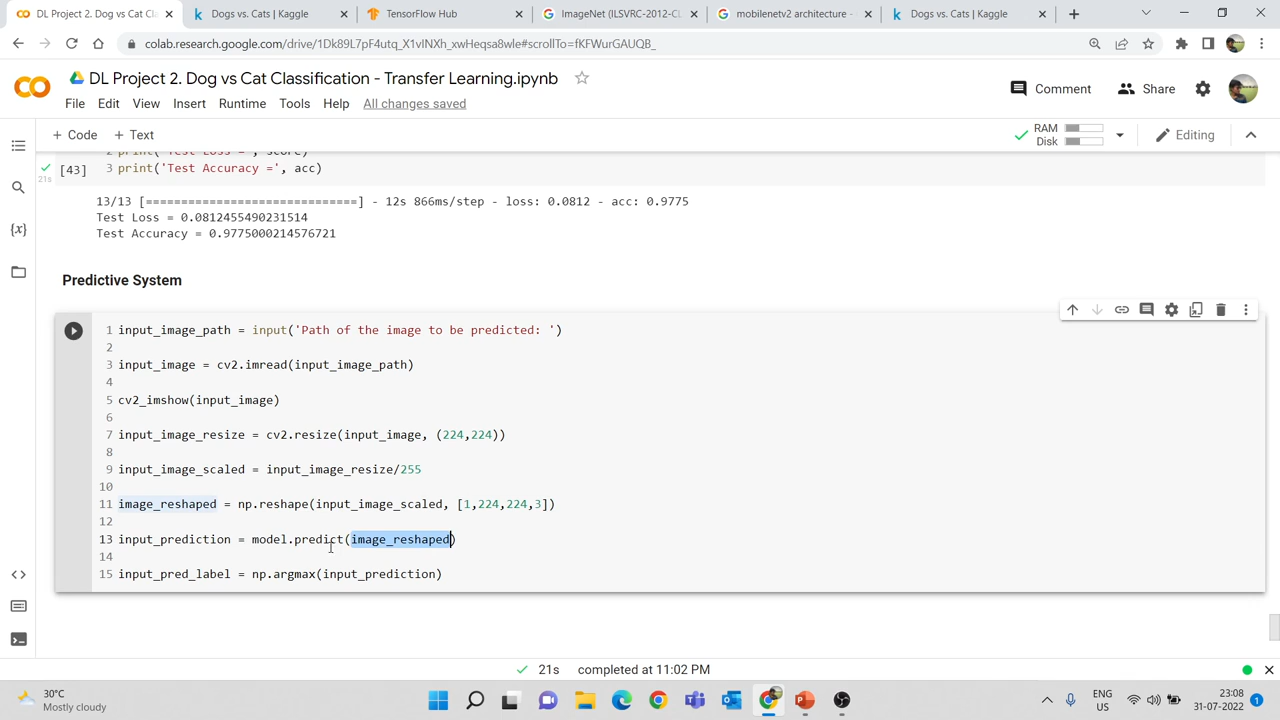 DL Project 2. Dog vs Cat Cl
Dogs vs. Cats | Kaggle
TensorFlow Hub
ImageNet (ILSVRC-2012-CL
mobilenetv2 architecture -
Dogs vs. Cats | Kaggle
colab.research.google.com/drive/1Dk89L7pF4utq_X1vINXh_xwHeqsa8wle#scrollTo=fKFWurGAUQB_
DL Project 2. Dog vs Cat Classification - Transfer Learning.ipynb
Comment
Share
File Edit View Insert Runtime Tools Help All changes saved
+ Code + Text
RAM
Disk
Editing
2 print('Test Loss =', score)
[43] 3 print('Test Accuracy =', acc)
21s
13/13 [==============================] - 12s 866ms/step - loss: 0.0812 - acc: 0.9775
Test Loss = 0.0812455490231514
Test Accuracy = 0.9775000214576721
Predictive System
1 input_image_path = input('Path of the image to be predicted: ')
2
3 input_image = cv2.imread(input_image_path)
4
5 cv2_imshow(input_image)
6
7 input_image_resize = cv2.resize(input_image, (224,224))
8
9 input_image_scaled = input_image_resize/255
10
11 image_reshaped = np.reshape(input_image_scaled, [1,224,224,3])
12
13 input_prediction = model.predict(image_reshaped)
14
15 input_pred_label = np.argmax(input_prediction)
21s completed at 11:02 PM
30°C
Mostly cloudy
ENG
US
23:08
31-07-2022
1